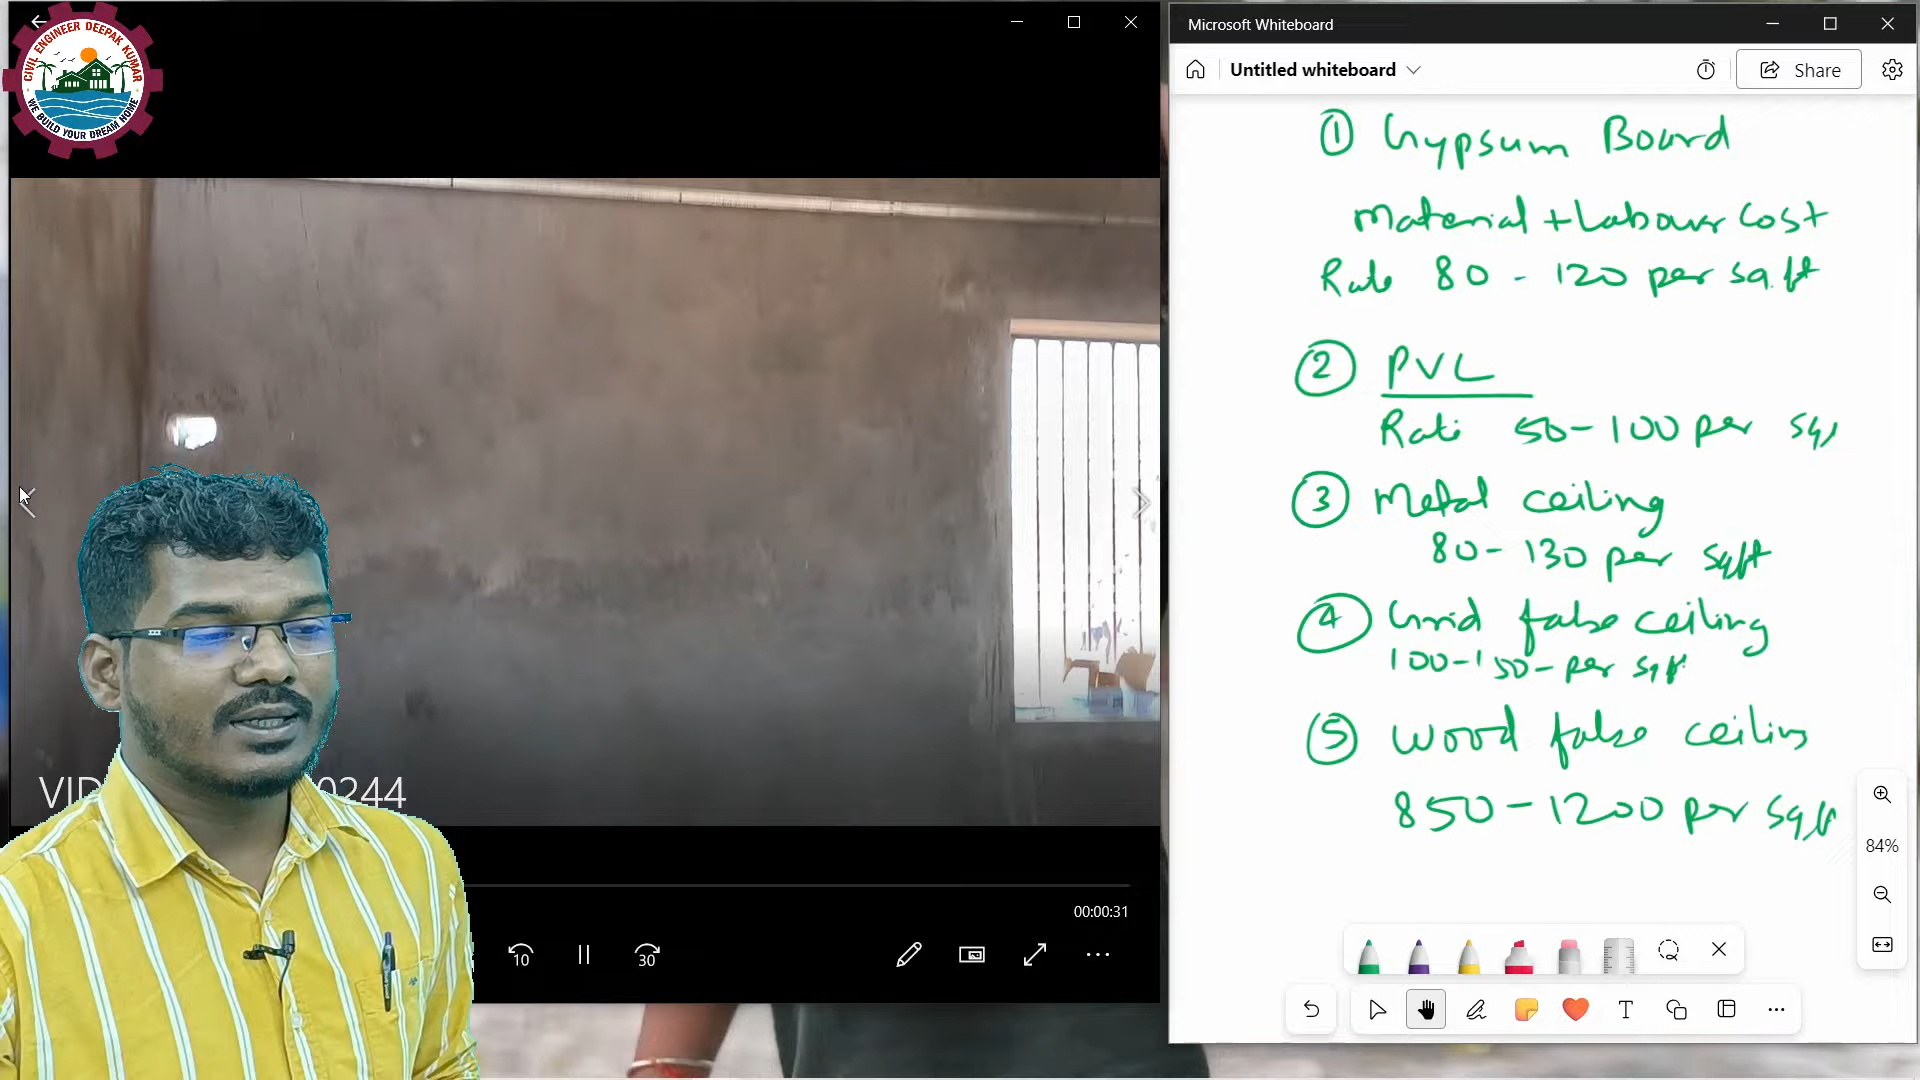 CIVIL ENGINEER DEEPAK KUMAR
WE BUILD YOUR DREAM HOME
VID
0244
00:00:31
10
30
Microsoft Whiteboard
Untitled whiteboard
Share
① Gypsum Board
Material + Labour Cost
Rate 80 - 120 per sq.ft
② PVC
Rate 50 - 100 per sq
③ Metal ceiling
80 - 130 per sqft
④ Grid false ceiling
100 - 150 - per sqft
⑤ Wood false ceiling
850 - 1200 per sqft
84%